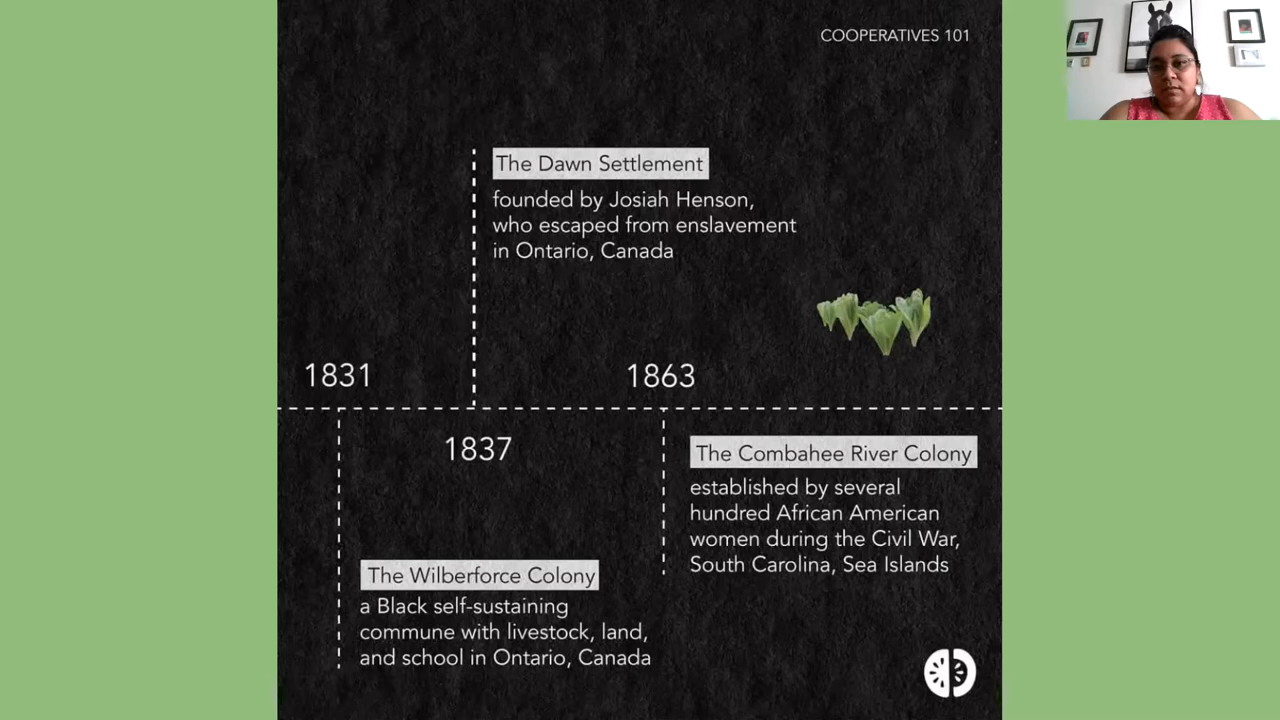 COOPERATIVES 101
The Dawn Settlement
founded by Josiah Henson,
who escaped from enslavement
in Ontario, Canada
1831
1863
1837
The Combahee River Colony
established by several
hundred African American
women during the Civil War,
South Carolina, Sea Islands
The Wilberforce Colony
a Black self-sustaining
commune with livestock, land,
and school in Ontario, Canada